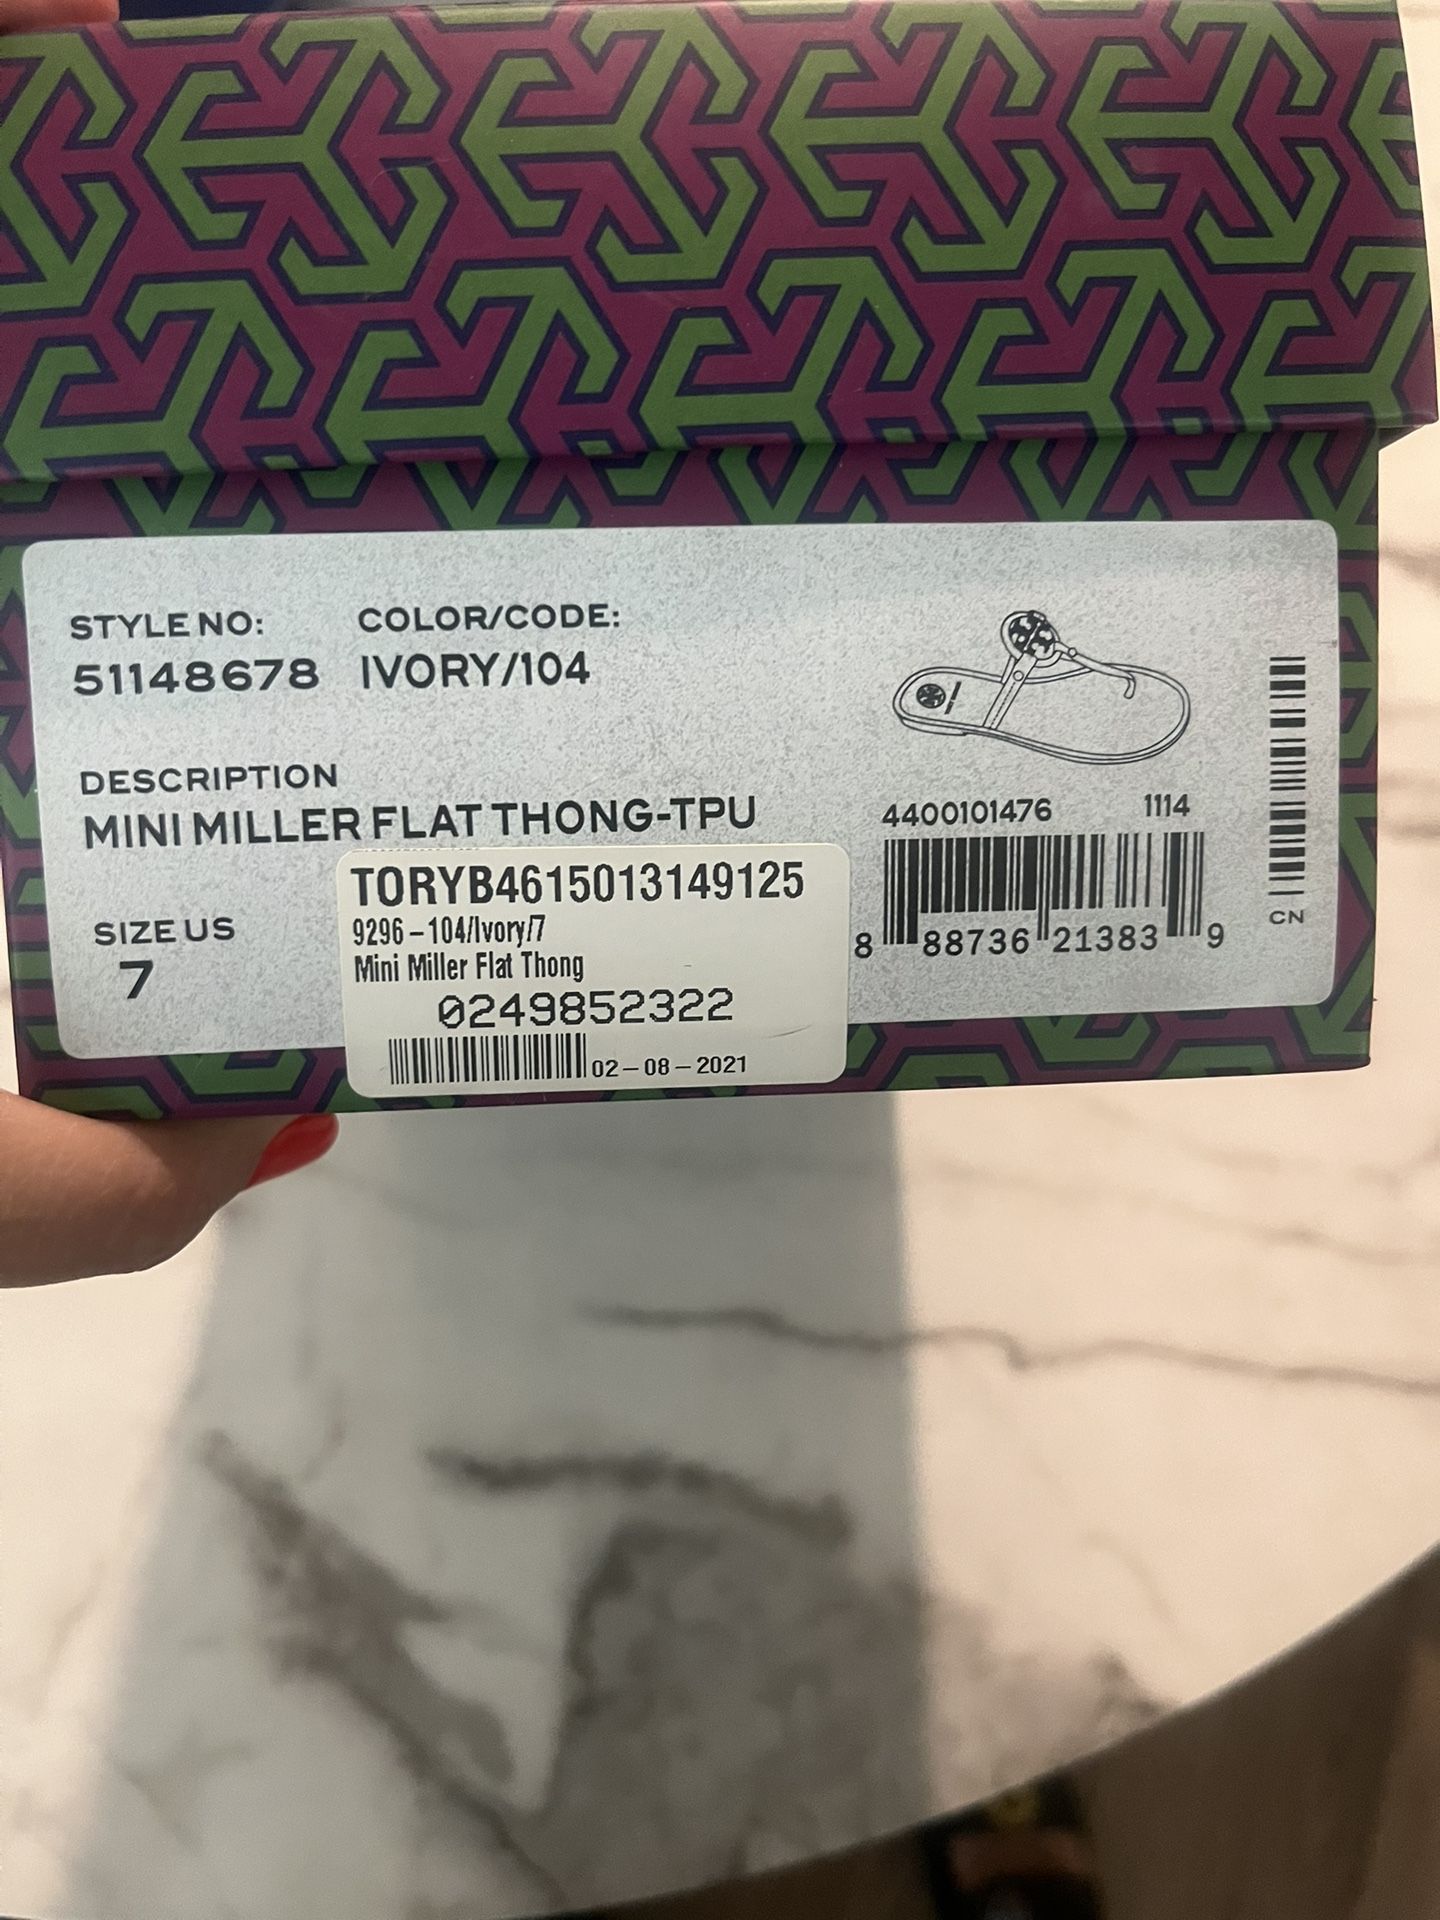 STYLE NO: COLOR/CODE:
51148678 IVORY/104
DESCRIPTION
MINI MILLER FLAT THONG-TPU
SIZE US
7
TORYB4615013149125
9296-104/Ivory/7
Mini Miller Flat Thong
0249852322
02-08-2021
4400101476 1114
8 88736 21383 9
CN